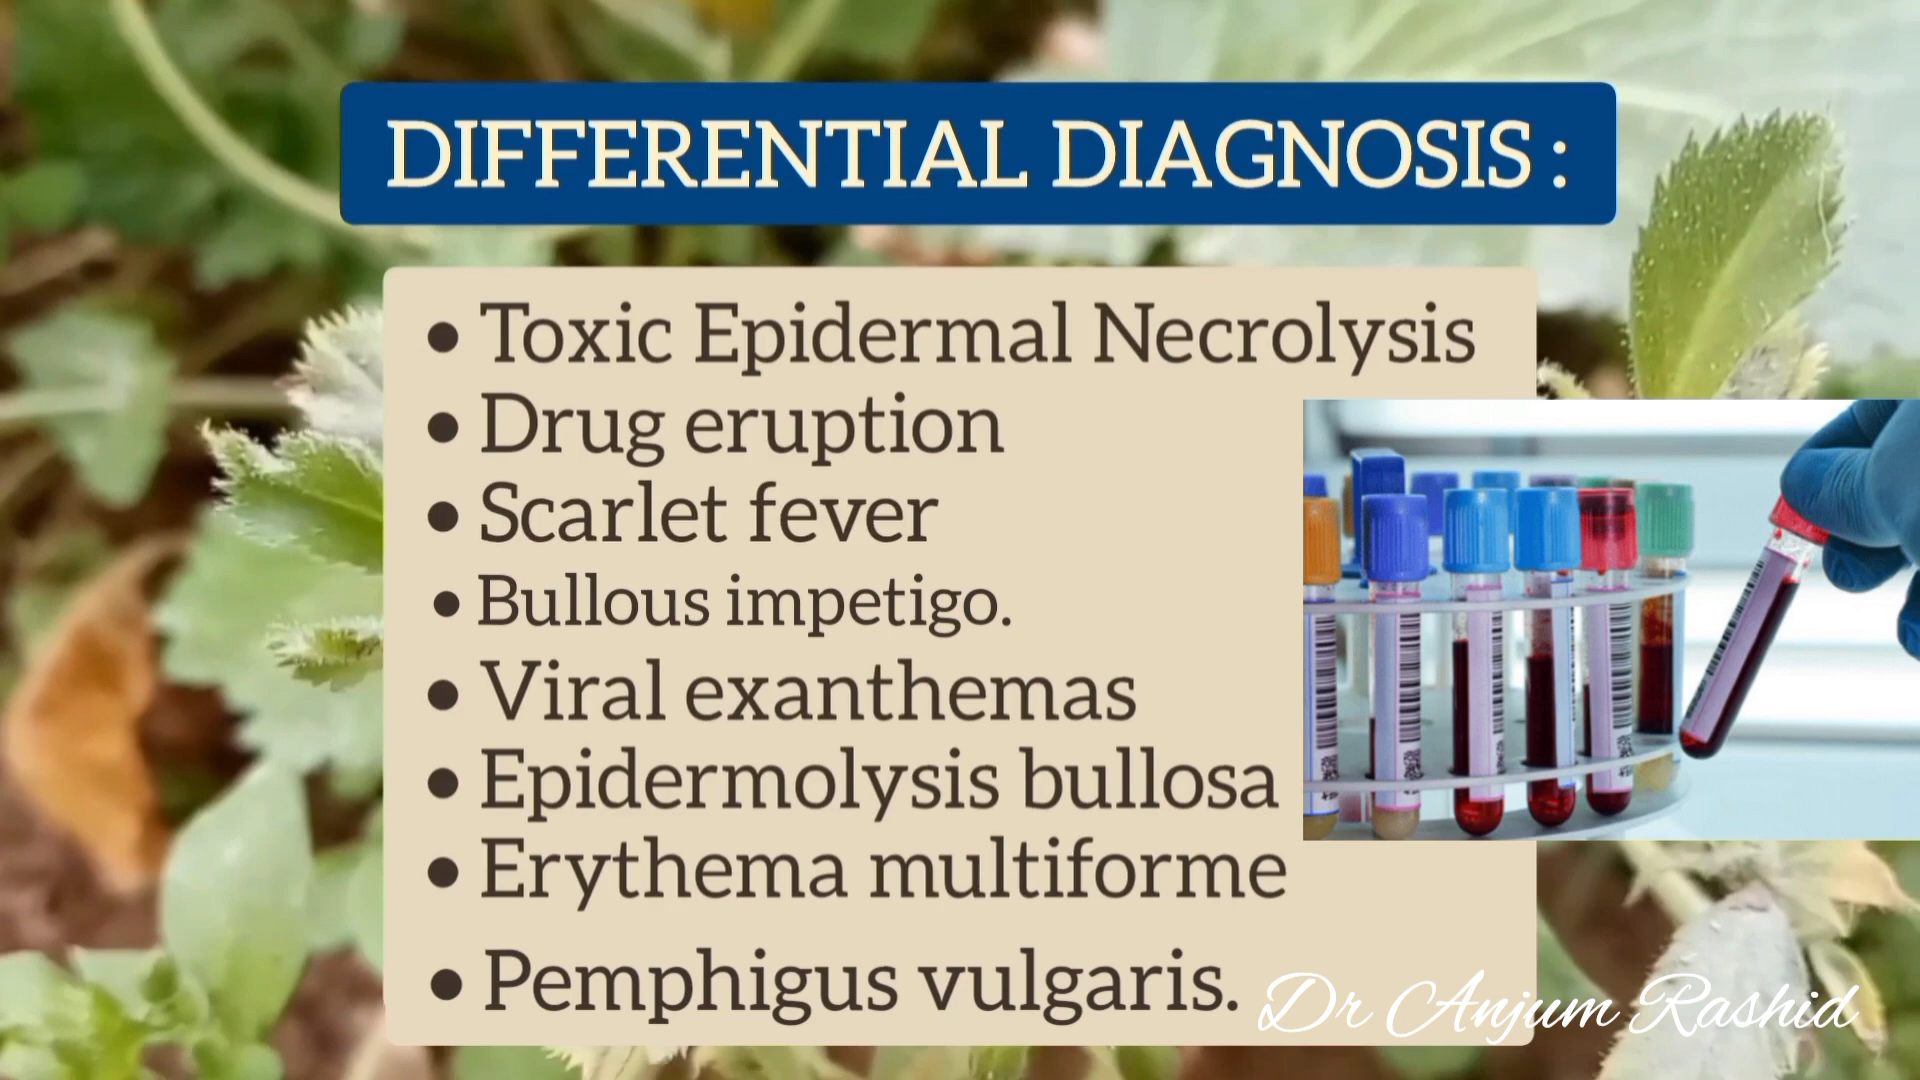 DIFFERENTIAL DIAGNOSIS :
• Toxic Epidermal Necrolysis
• Drug eruption
• Scarlet fever
• Bullous impetigo.
• Viral exanthemas
• Epidermolysis bullosa
• Erythema multiforme
• Pemphigus vulgaris.
Dr Anjum Rashid